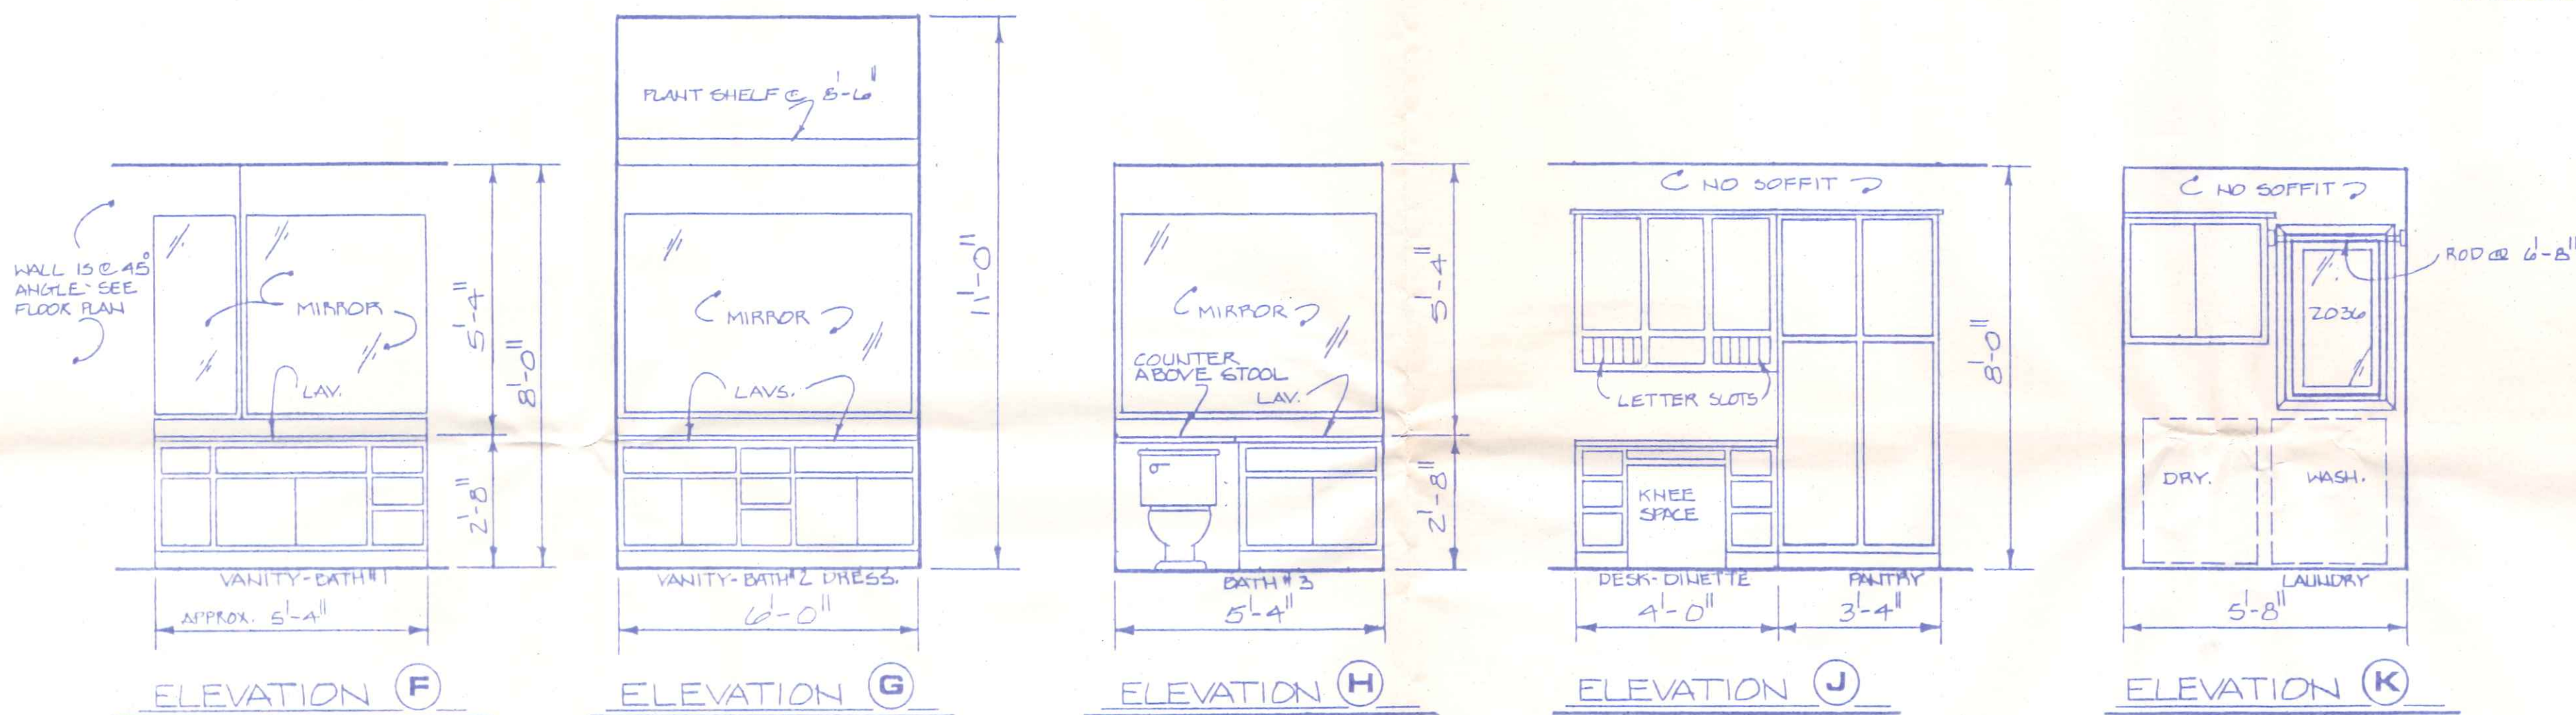 WALL IS @ 45°
ANGLE-SEE
FLOOR PLAN
MIRROR
LAV.
5'-4"
8'-0"
2'-8"
VANITY-BATH #1
APPROX. 5'-4"
ELEVATION F
PLANT SHELF @ 8'-6"
MIRROR
LAVS.
11'-0"
VANITY-BATH #2 DRESS.
6'-0"
ELEVATION G
MIRROR
COUNTER
ABOVE STOOL
LAV.
5'-4"
2'-8"
BATH #3
5'-4"
ELEVATION H
NO SOFFIT
LETTER SLOTS
KNEE
SPACE
8'-0"
DESK-DINETTE
PANTRY
4'-0"
3'-4"
ELEVATION J
NO SOFFIT
ROD @ 6'-8"
2036
DRY.
WASH.
LAUNDRY
5'-8"
ELEVATION K